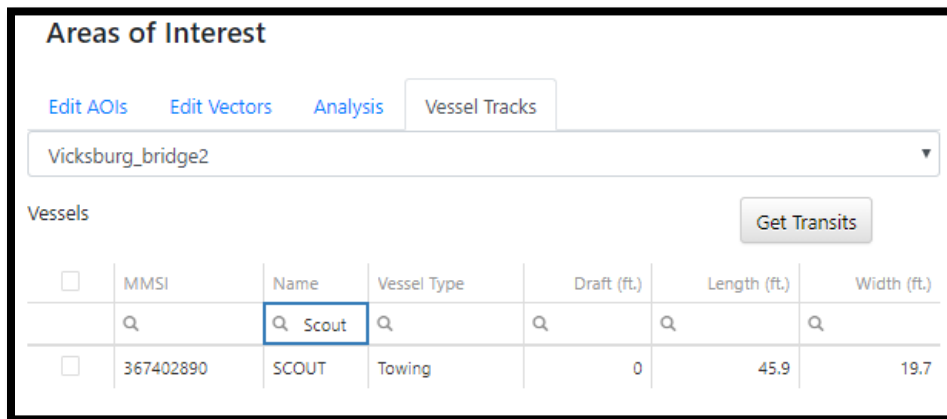 Areas of Interest
Edit AOIs Edit Vectors Analysis Vessel Tracks
Vicksburg_bridge2
Vessels Get Transits
MMSI Name Vessel Type Draft (ft.) Length (ft.) Width (ft.)
Scout
367402890 SCOUT Towing 0 45.9 19.7